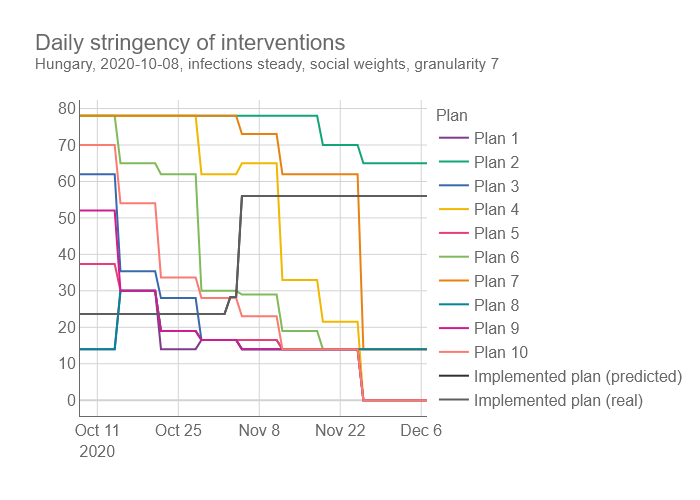 Daily stringency of interventions
Hungary, 2020-10-08, infections steady, social weights, granularity 7
80
70
60
50
40
30
20
10
0
Oct 11
2020
Oct 25
Nov 8
Nov 22
Dec 6
Plan
Plan 1
Plan 2
Plan 3
Plan 4
Plan 5
Plan 6
Plan 7
Plan 8
Plan 9
Plan 10
Implemented plan (predicted)
Implemented plan (real)